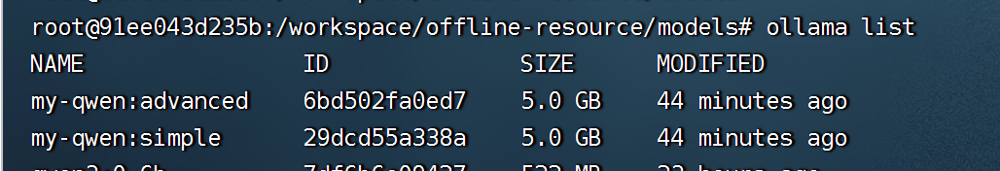 root@91ee043d235b:/workspace/offline-resource/models# ollama list
NAME ID SIZE MODIFIED
my-qwen:advanced 6bd502fa0ed7 5.0 GB 44 minutes ago
my-qwen:simple 29dcd55a338a 5.0 GB 44 minutes ago